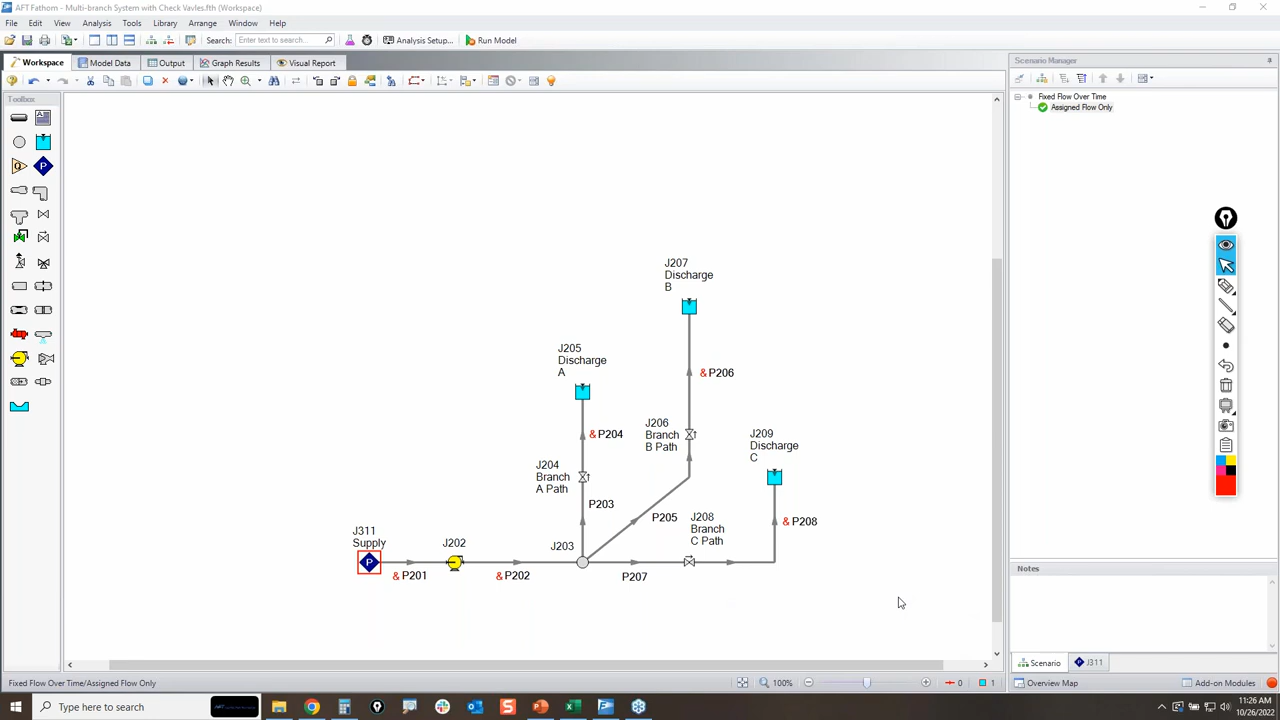 AFT Fathom - Multi-branch System with Check Vavles.fth (Workspace)
File Edit View Analysis Tools Library Arrange Window Help
Search: Enter text to search... Analysis Setup... Run Model
Workspace Model Data Output Graph Results Visual Report
Scenario Manager
Toolbox
Fixed Flow Over Time
Assigned Flow Only
J207
Discharge
B
J205
Discharge
A
& P206
J206
Branch
B Path
& P204
J209
Discharge
C
J204
Branch
A Path
P203
P205
J208
Branch
C Path
& P208
J311
Supply
J202
J203
& P201
& P202
P207
Notes
Scenario J311
Fixed Flow Over Time/Assigned Flow Only
100%
0
1
Overview Map
Add-on Modules
Type here to search
11:26 AM
10/26/2022